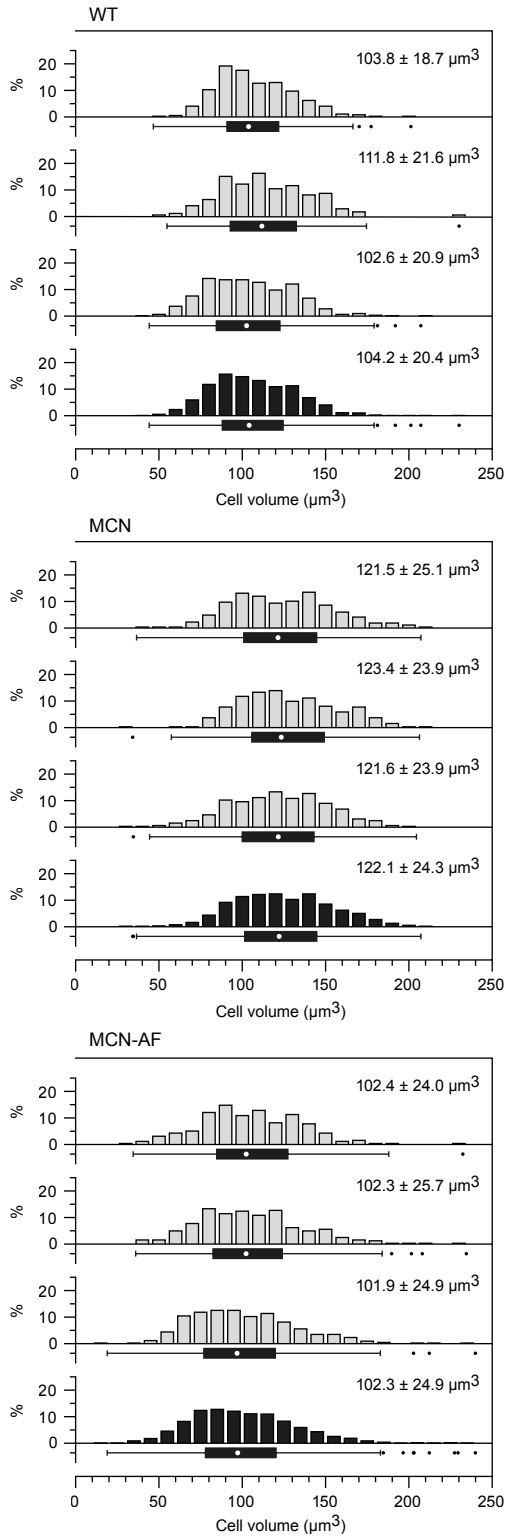 WT
%
20
10
0
103.8 ± 18.7 µm3
%
20
10
0
111.8 ± 21.6 µm3
%
20
10
0
102.6 ± 20.9 µm3
%
20
10
0
104.2 ± 20.4 µm3
0 50 100 150 200 250
Cell volume (µm3)
MCN
%
20
10
0
121.5 ± 25.1 µm3
%
20
10
0
123.4 ± 23.9 µm3
%
20
10
0
121.6 ± 23.9 µm3
%
20
10
0
122.1 ± 24.3 µm3
0 50 100 150 200 250
Cell volume (µm3)
MCN-AF
%
20
10
0
102.4 ± 24.0 µm3
%
20
10
0
102.3 ± 25.7 µm3
%
20
10
0
101.9 ± 24.9 µm3
%
20
10
0
102.3 ± 24.9 µm3
0 50 100 150 200 250
Cell volume (µm3)